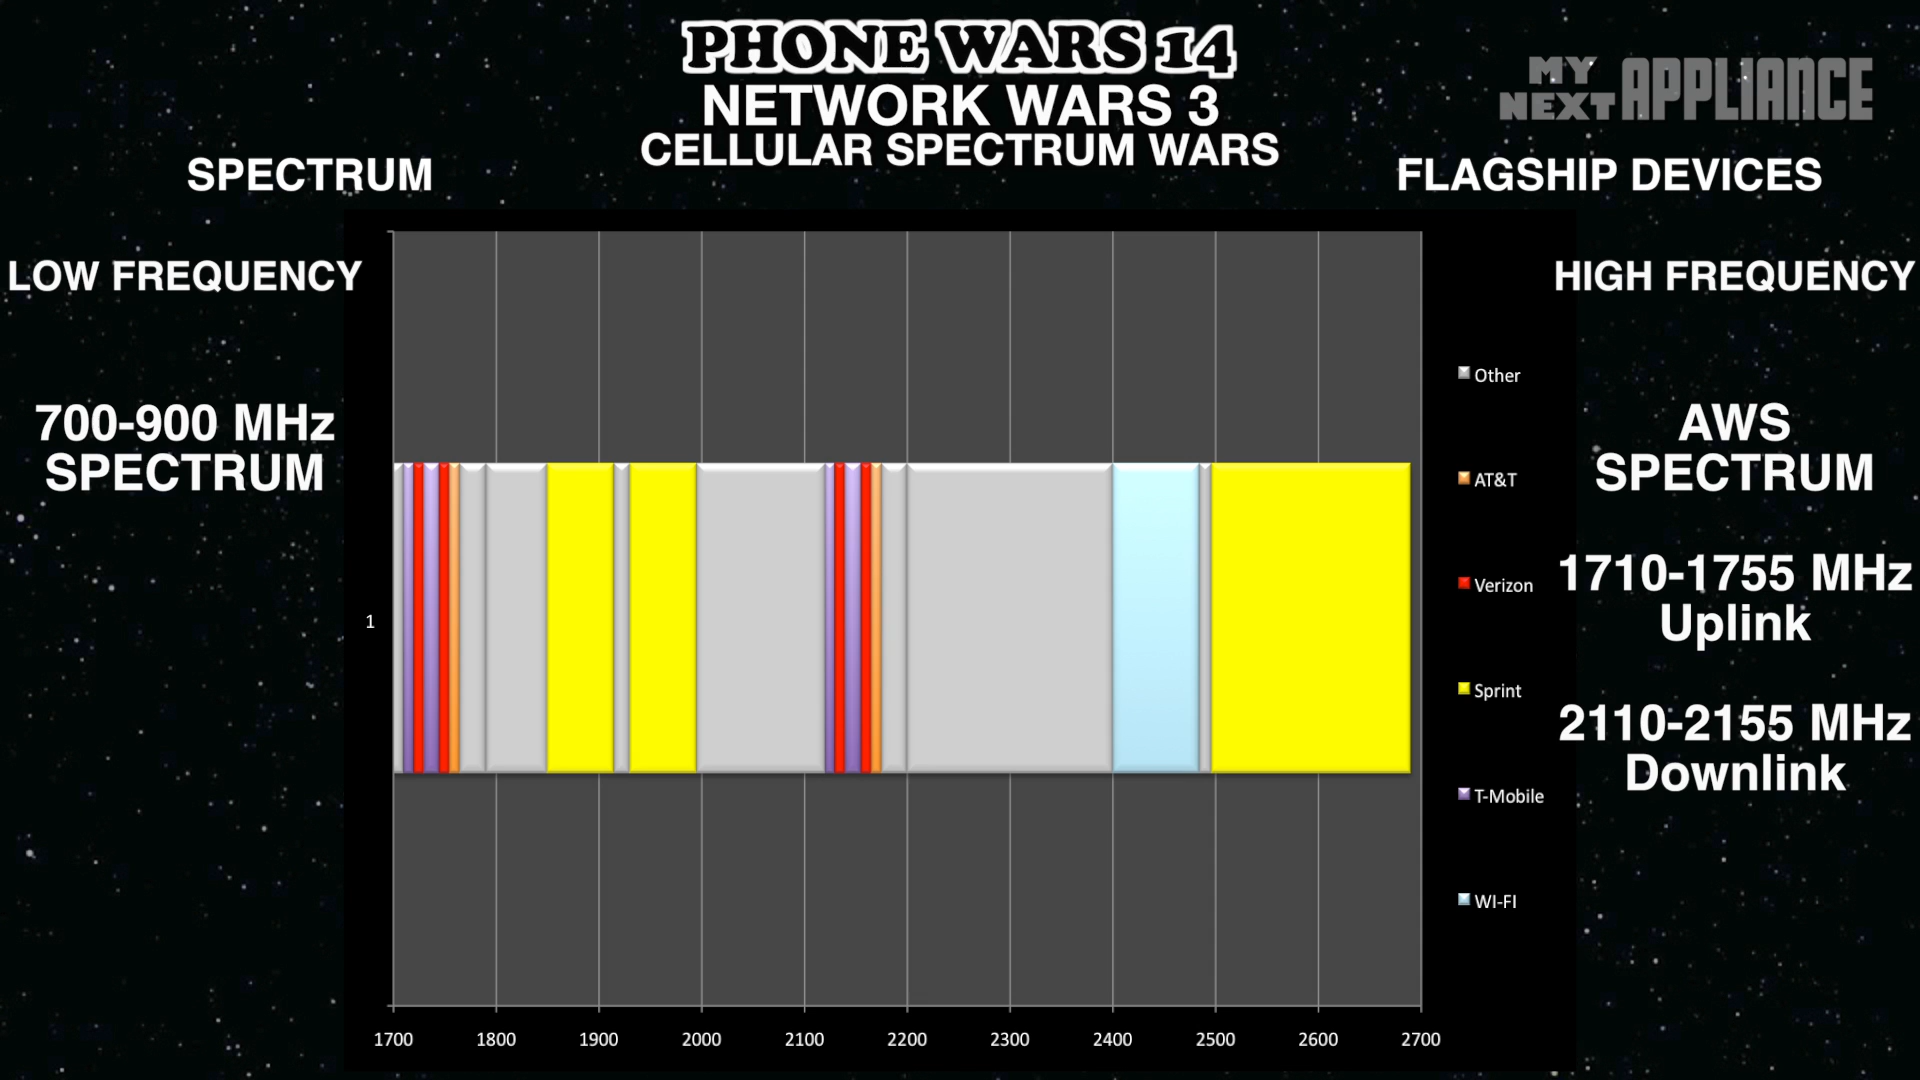 PHONE WARS 14
NETWORK WARS 3
CELLULAR SPECTRUM WARS
MY
NEXT APPLIANCE
SPECTRUM
FLAGSHIP DEVICES
LOW FREQUENCY
HIGH FREQUENCY
700-900 MHz
SPECTRUM
AWS
SPECTRUM
1710-1755 MHz
Uplink
2110-2155 MHz
Downlink
Other
AT&T
Verizon
Sprint
T-Mobile
WI-FI
1
1700 1800 1900 2000 2100 2200 2300 2400 2500 2600 2700